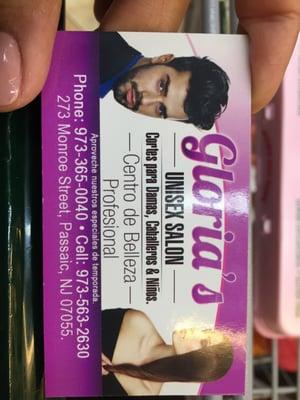 Gloria's
UNISEX SALON
Cortes para Damas, Caballeros & Niños.
Centro de Belleza
Profesional
Aproveche nuestros especiales de temporada.
Phone: 973-365-0040 • Cell: 973-563-2630
273 Monroe Street, Passaic, NJ 07055.